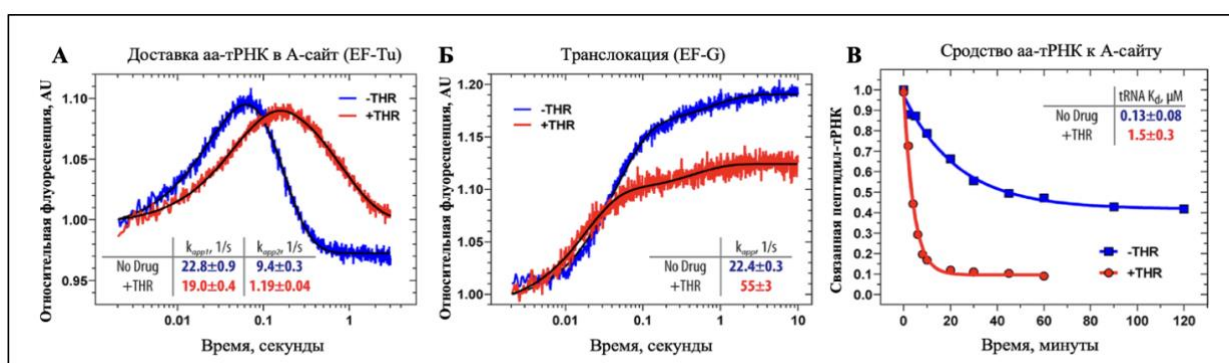 А Доставка аа-тРНК в А-сайт (EF-Tu)
Относительная флуоресценция, AU
1.10
1.05
1.00
0.95
-THR
+THR
kapp1, 1/s kapp2, 1/s
No Drug 22.8±0.9 9.4±0.3
+THR 19.0±0.4 1.19±0.04
0.01 0.1 1
Время, секунды
Б Транслокация (EF-G)
Относительная флуоресценция, AU
1.20
1.15
1.10
1.05
1.00
-THR
+THR
kapp, 1/s
No Drug 22.4±0.3
+THR 55±3
0.01 0.1 1 10
Время, секунды
В Сродство аа-тРНК к А-сайту
Связанная пептидил-тРНК
1.0
0.9
0.8
0.7
0.6
0.5
0.4
0.3
0.2
0.1
0.0
tRNA Kd, μM
No Drug 0.13±0.08
+THR 1.5±0.3
-THR
+THR
0 20 40 60 80 100 120
Время, минуты